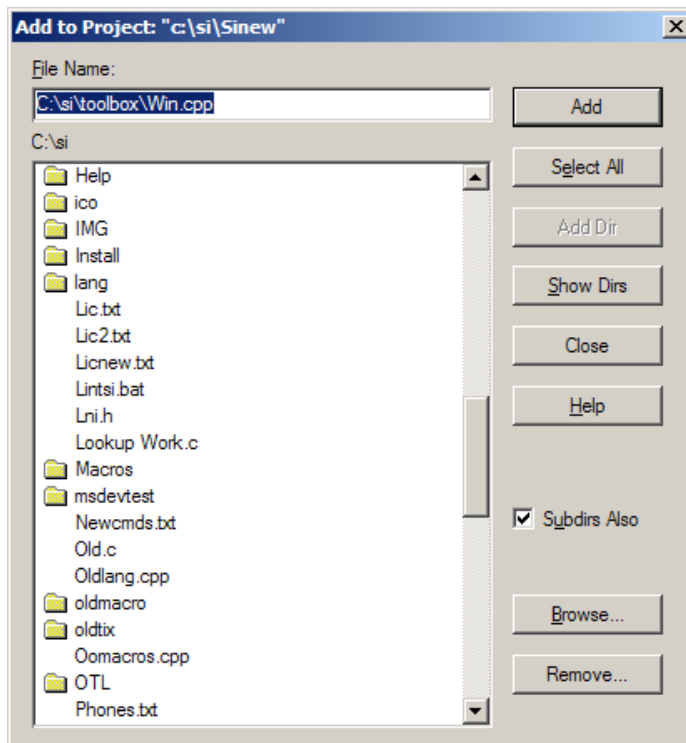 Add to Project: "c:\si\Sinew"
File Name:
C:\si\toolbox\Win.cpp
Add
C:\si
Select All
Help
ico
IMG
Add Dir
Install
lang
Show Dirs
Lic.txt
Lic2.txt
Close
Licnew.txt
Lintsi.bat
Help
Lni.h
Lookup Work.c
Macros
msdevtest
Newcmds.txt
Subdirs Also
Old.c
Oldlang.cpp
oldmacro
Browse...
oldtix
Oomacros.cpp
Remove...
OTL
Phones.txt